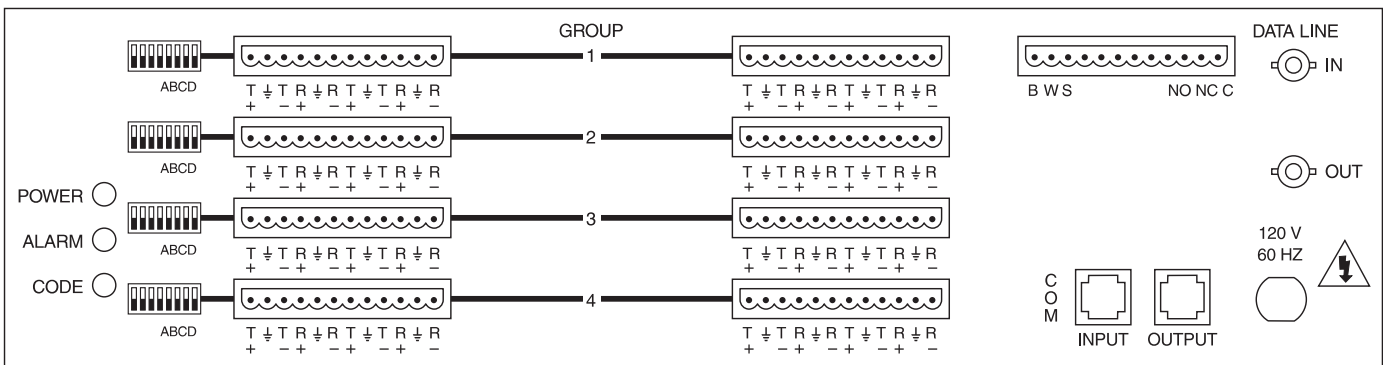 GROUP
DATA LINE
1
IN
ABCD
T ⏚ T R ⏚ R T ⏚ T R ⏚ R
+ − + − + − + −
T ⏚ T R ⏚ R T ⏚ T R ⏚ R
+ − + − + − + −
B W S
NO NC C
2
ABCD
T ⏚ T R ⏚ R T ⏚ T R ⏚ R
+ − + − + − + −
T ⏚ T R ⏚ R T ⏚ T R ⏚ R
+ − + − + − + −
OUT
POWER
3
ALARM
ABCD
T ⏚ T R ⏚ R T ⏚ T R ⏚ R
+ − + − + − + −
T ⏚ T R ⏚ R T ⏚ T R ⏚ R
+ − + − + − + −
120 V
60 HZ
CODE
4
COM
ABCD
T ⏚ T R ⏚ R T ⏚ T R ⏚ R
+ − + − + − + −
T ⏚ T R ⏚ R T ⏚ T R ⏚ R
+ − + − + − + −
INPUT
OUTPUT